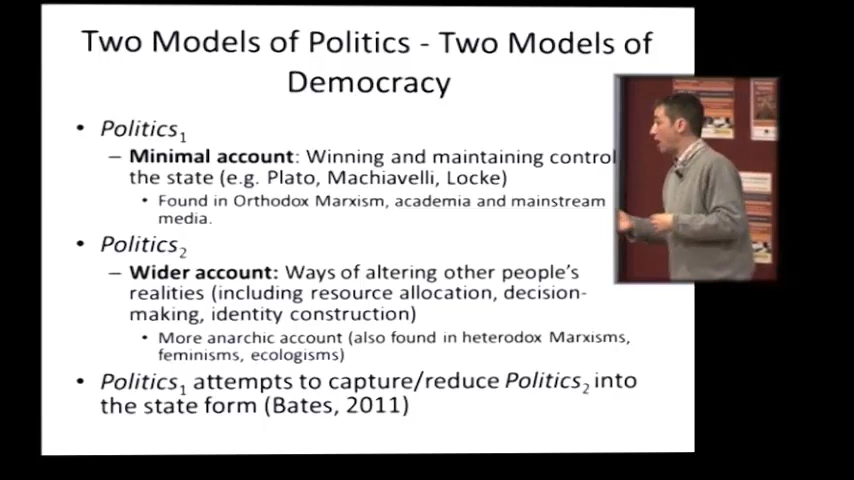 Two Models of Politics - Two Models of
Democracy
• Politics1
– Minimal account: Winning and maintaining control
the state (e.g. Plato, Machiavelli, Locke)
• Found in Orthodox Marxism, academia and mainstream
media.
• Politics2
– Wider account: Ways of altering other people's
realities (including resource allocation, decision-
making, identity construction)
• More anarchic account (also found in heterodox Marxisms,
feminisms, ecologisms)
• Politics1 attempts to capture/reduce Politics2 into
the state form (Bates, 2011)